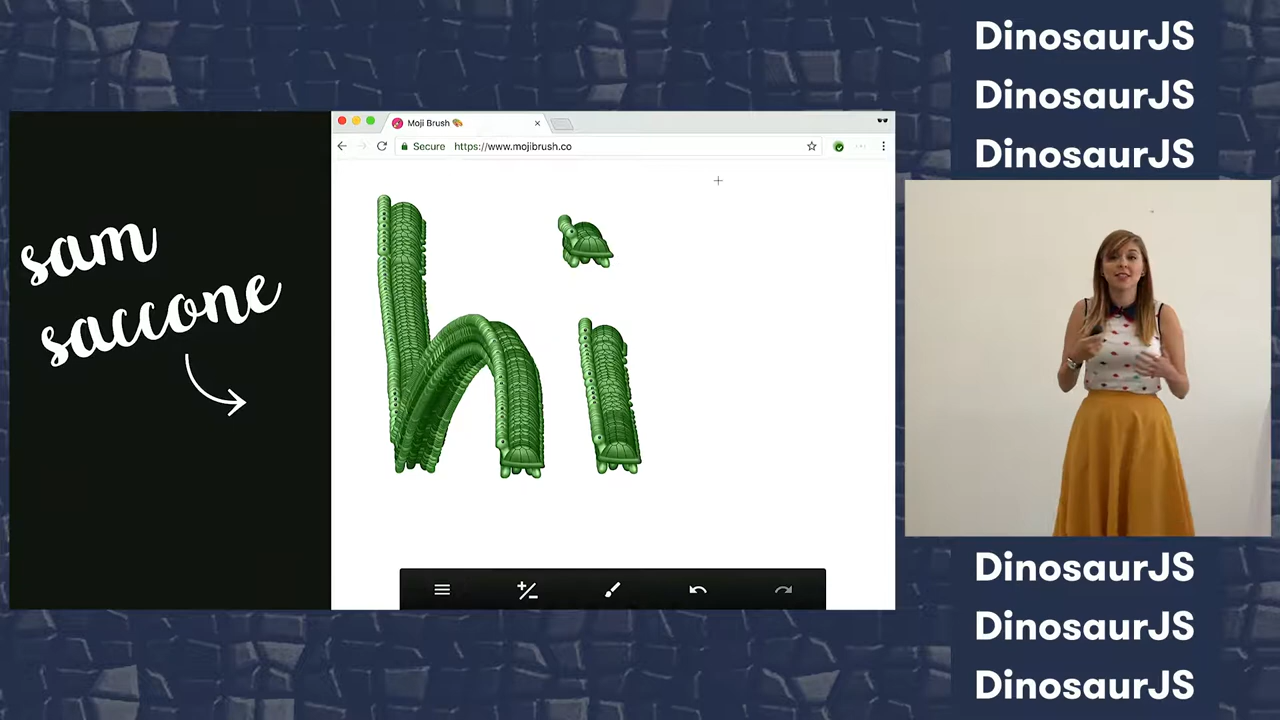 DinosaurJS
DinosaurJS
DinosaurJS
sam
saccone
Moji Brush
Secure https://www.mojibrush.co
hi
DinosaurJS
DinosaurJS
DinosaurJS